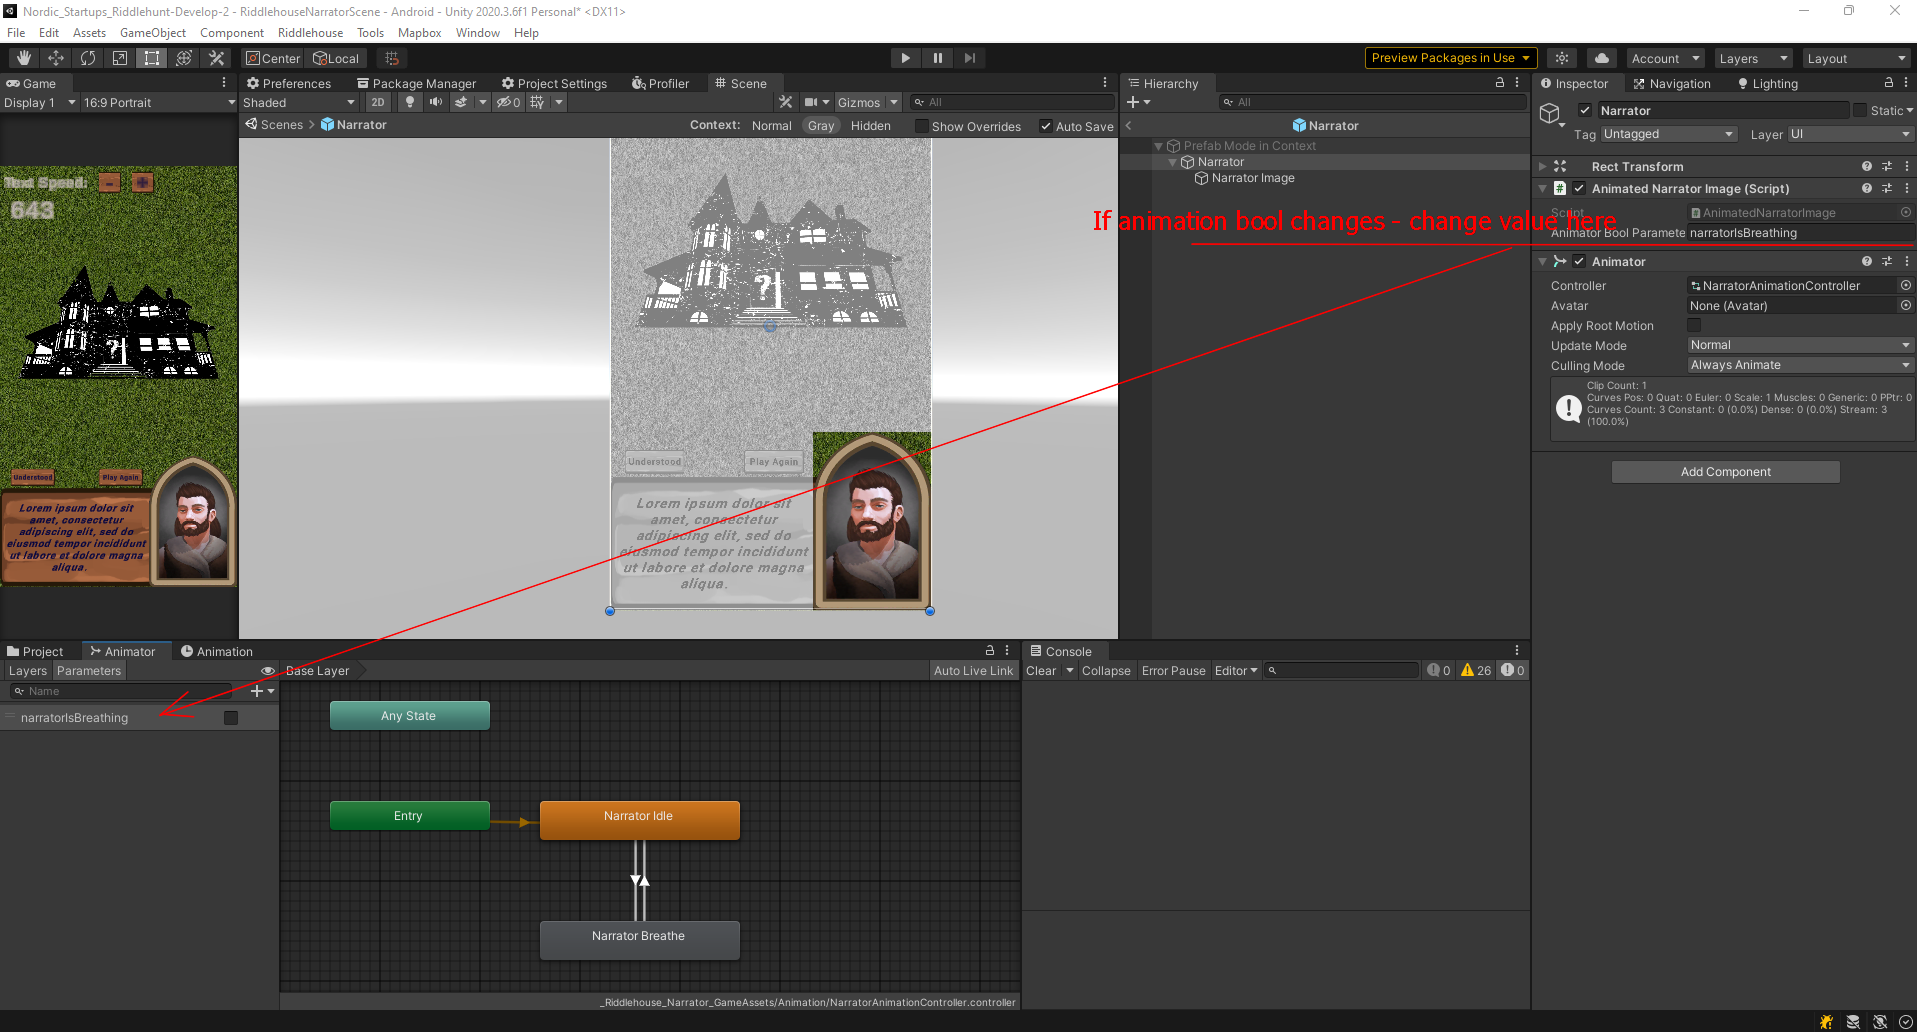 Nordic_Startups_Riddlehunt-Develop-2 - RiddlehouseNarratorScene - Android - Unity 2020.3.6f1 Personal* <DX11>
File Edit Assets GameObject Component Riddlehouse Tools Mapbox Window Help
Center Local
Preview Packages in Use
Account Layers Layout
Game
Display 1 16:9 Portrait
Text Speed: - +
643
Understood Play Again
Lorem ipsum dolor sit
amet, consectetur
adipiscing elit, sed do
eiusmod tempor incididunt
ut labore et dolore magna
aliqua.
Preferences Package Manager Project Settings Profiler Scene
Shaded 2D 0 Gizmos All
Scenes > Narrator Context: Normal Gray Hidden Show Overrides Auto Save
?
Understood Play Again
Lorem ipsum dolor sit
amet, consectetur
adipiscing elit, sed do
eiusmod tempor incididunt
ut labore et dolore magna
aliqua.
Hierarchy
All
Narrator
Prefab Mode in Context
Narrator
Narrator Image
If animation bool changes - change value here
Inspector Navigation Lighting
Narrator Static
Tag Untagged Layer UI
Rect Transform
Animated Narrator Image (Script)
Script AnimatedNarratorImage
Animator Bool Paramete narratorIsBreathing
Animator
Controller NarratorAnimationController
Avatar None (Avatar)
Apply Root Motion
Update Mode Normal
Culling Mode Always Animate
Clip Count: 1
Curves Pos: 0 Quat: 0 Euler: 0 Scale: 1 Muscles: 0 Generic: 0 PPtr: 0
Curves Count: 3 Constant: 0 (0.0%) Dense: 0 (0.0%) Stream: 3
(100.0%)
Add Component
Project Animator Animation
Layers Parameters Base Layer Auto Live Link
Name
narratorIsBreathing
Any State
Entry
Narrator Idle
Narrator Breathe
_Riddlehouse_Narrator_GameAssets/Animation/NarratorAnimationController.controller
Console
Clear Collapse Error Pause Editor 0 26 0